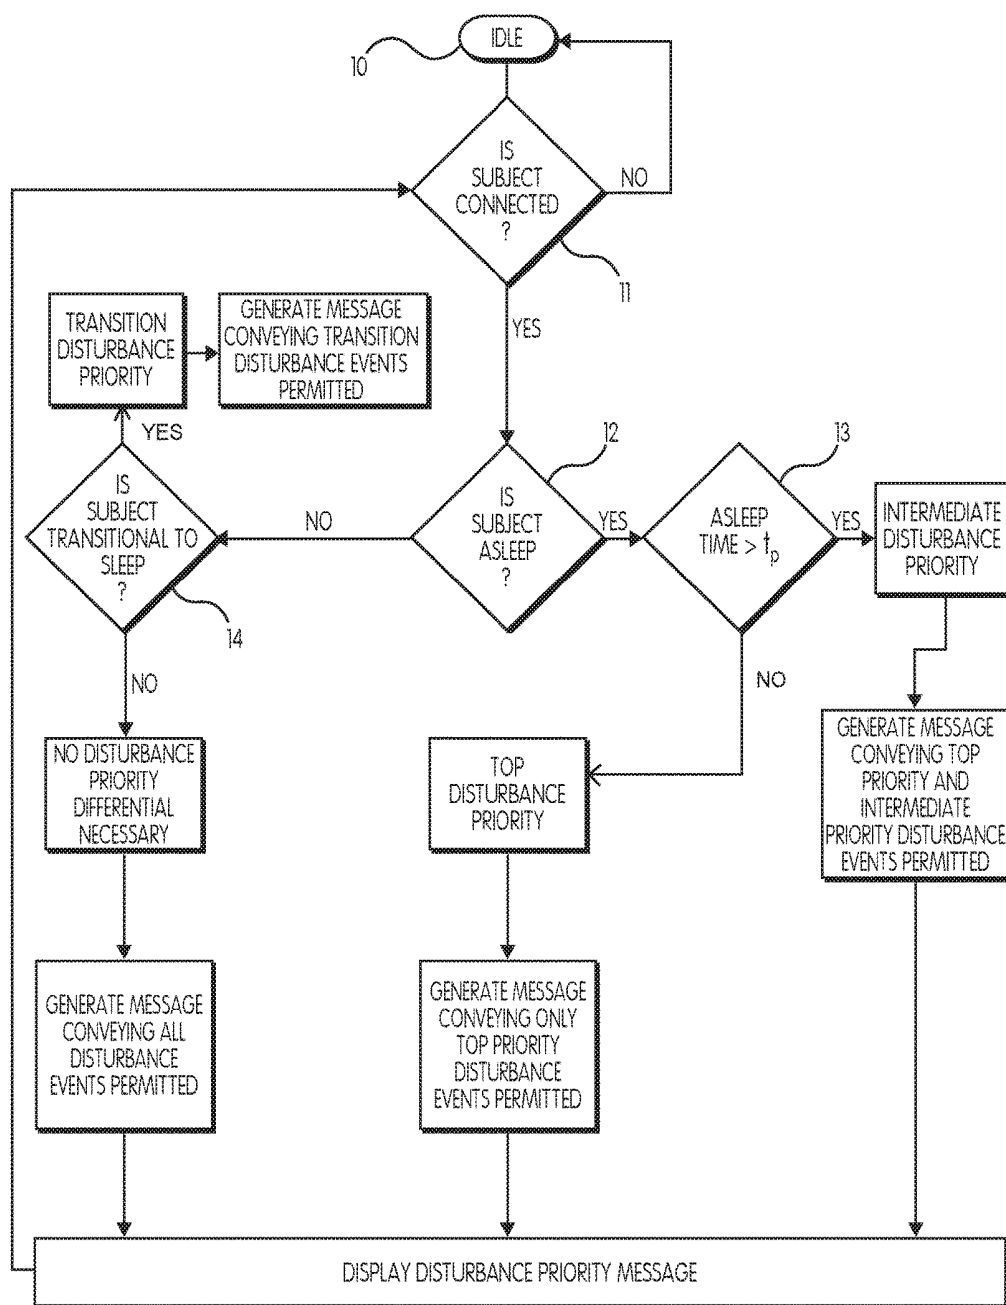 IDLE
10
IS
SUBJECT
CONNECTED
?
NO
11
YES
TRANSITION
DISTURBANCE
PRIORITY
GENERATE MESSAGE
CONVEYING TRANSITION
DISTURBANCE EVENTS
PERMITTED
YES
IS
SUBJECT
TRANSITIONAL TO
SLEEP
?
14
NO
NO
IS
SUBJECT
ASLEEP
?
12
YES
ASLEEP
TIME > tp
13
YES
INTERMEDIATE
DISTURBANCE
PRIORITY
NO
NO DISTURBANCE
PRIORITY
DIFFERENTIAL
NECESSARY
TOP
DISTURBANCE
PRIORITY
GENERATE MESSAGE
CONVEYING TOP
PRIORITY AND
INTERMEDIATE
PRIORITY DISTURBANCE
EVENTS PERMITTED
GENERATE MESSAGE
CONVEYING ALL
DISTURBANCE
EVENTS PERMITTED
GENERATE MESSAGE
CONVEYING ONLY
TOP PRIORITY
DISTURBANCE
EVENTS PERMITTED
DISPLAY DISTURBANCE PRIORITY MESSAGE